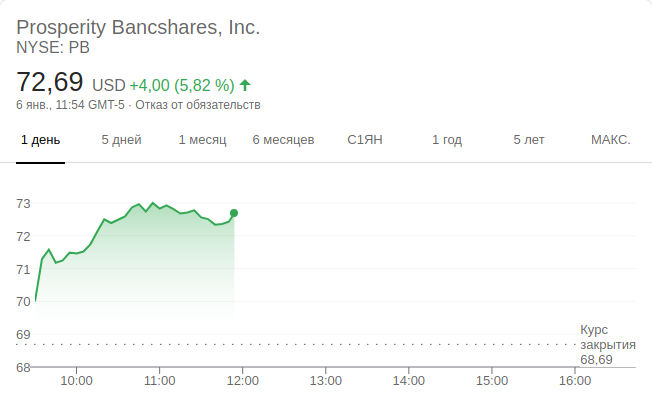 Prosperity Bancshares, Inc.
NYSE: PB
72,69 USD +4,00 (5,82 %)
6 янв., 11:54 GMT-5 · Отказ от обязательств
1 день 5 дней 1 месяц 6 месяцев С1ЯН 1 год 5 лет МАКС.
73
72
71
70
69
Курс
закрытия
68,69
68
10:00 11:00 12:00 13:00 14:00 15:00 16:00